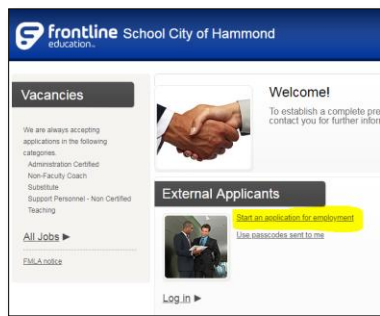 frontline School City of Hammond
education™
Vacancies
We are always accepting
applications in the following
categories.
Administration Certified
Non-Faculty Coach
Substitute
Support Personnel - Non Certified
Teaching
All Jobs ▶
FMLA notice
Welcome!
To establish a complete pre
contact you for further infor
External Applicants
Start an application for employment
Use passcodes sent to me
Log in ▶